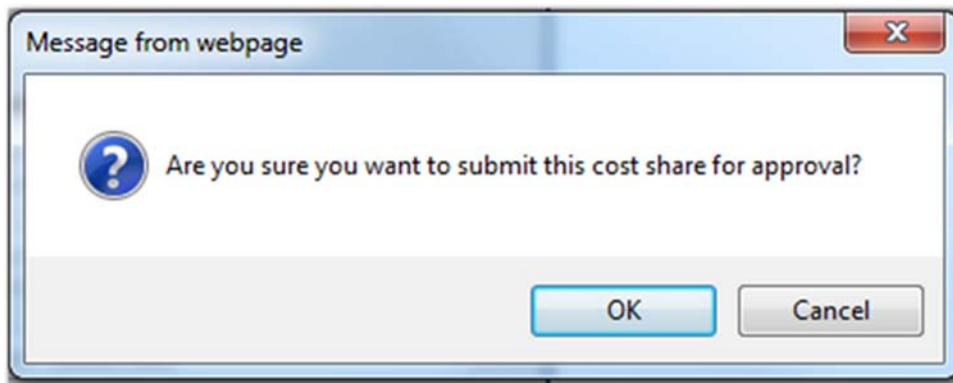 Message from webpage
Are you sure you want to submit this cost share for approval?
OK
Cancel